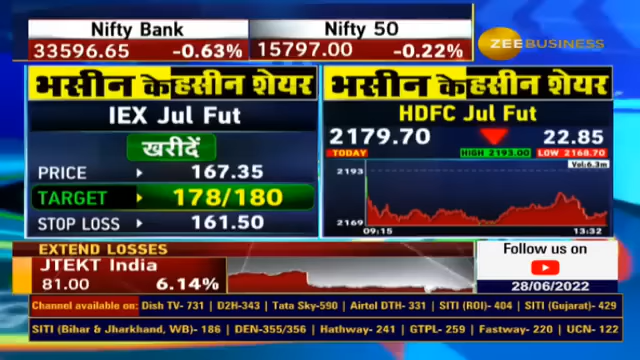 Nifty Bank
33596.65 -0.63%
Nifty 50
15797.00 -0.22%
ZEE BUSINESS
भसीन के हसीन शेयर
IEX Jul Fut
खरीदें
PRICE 167.35
TARGET 178/180
STOP LOSS 161.50
भसीन के हसीन शेयर
HDFC Jul Fut
2179.70 22.85
TODAY HIGH 2193.00 LOW 2168.70
Vol:6.3m
2193
2169
09:15 13:32
EXTEND LOSSES
JTEKT India
81.00 6.14%
Follow us on
28/06/2022
Channel available on: Dish TV- 731 | D2H-343 | Tata Sky-590 | Airtel DTH- 331 | SITI (ROI)- 404 | SITI (Gujarat)- 429
SITI (Bihar & Jharkhand, WB)- 186 | DEN-355/356 | Hathway- 241 | GTPL- 259 | Fastway- 220 | UCN- 122